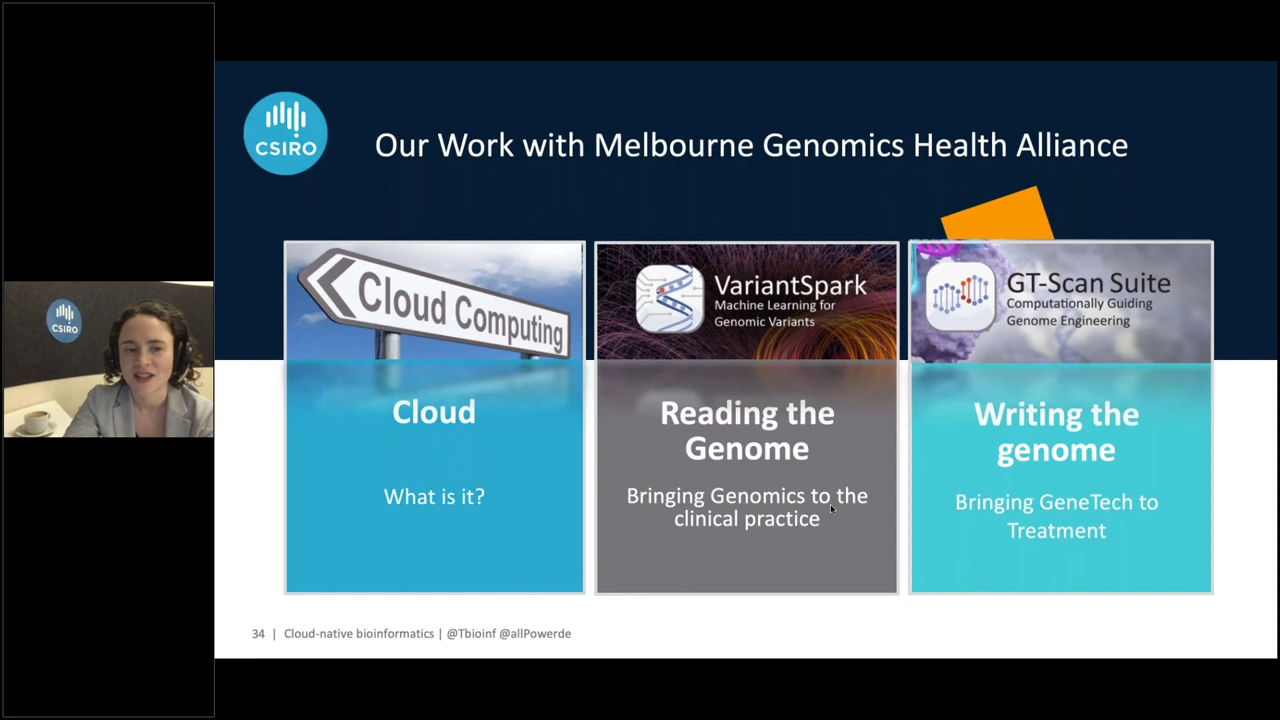 CSIRO
Our Work with Melbourne Genomics Health Alliance
Cloud Computing
VariantSpark
Machine Learning for
Genomic Variants
GT-Scan Suite
Computationally Guiding
Genome Engineering
Cloud
What is it?
Reading the
Genome
Bringing Genomics to the
clinical practice
Writing the
genome
Bringing GeneTech to
Treatment
34 | Cloud-native bioinformatics | @Tbioinf @allPowerde
CSIRO